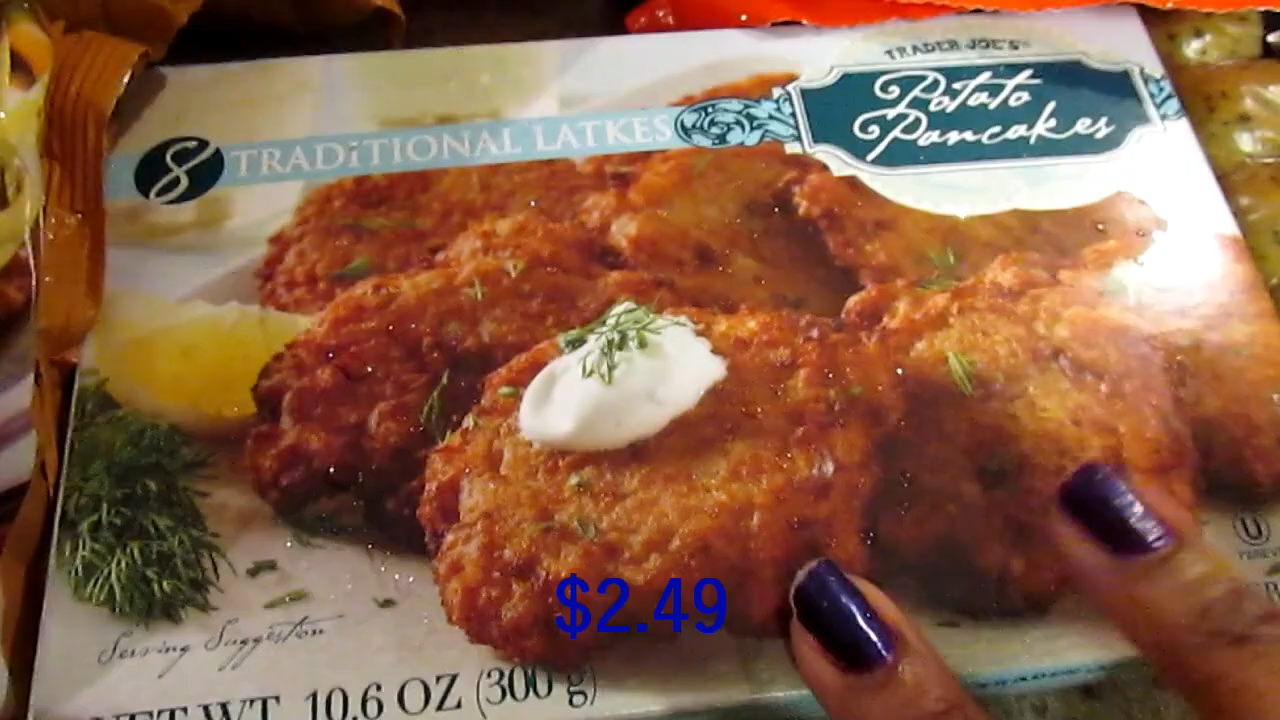 TRADER JOE'S
Potato
Pancakes
8 TRADiTiONAL LATKES
U
$2.49
Serving Suggestion
NET WT. 10.6 OZ (300 g)